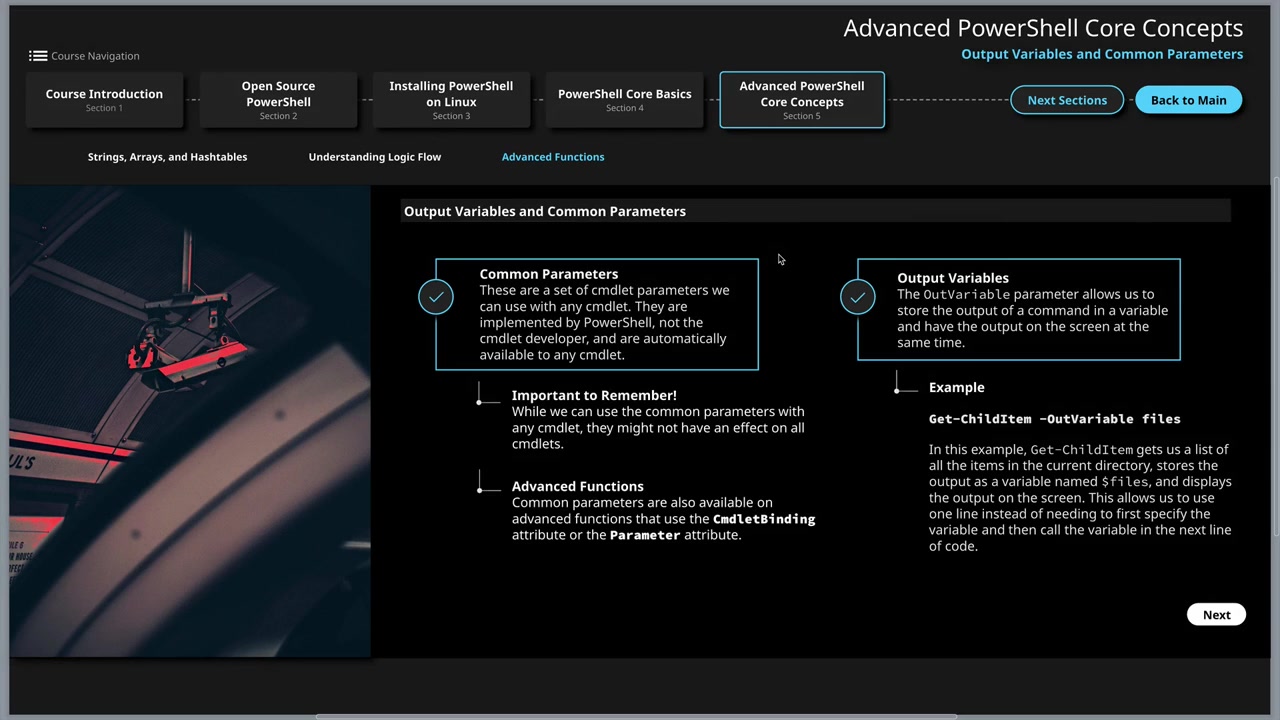 Advanced PowerShell Core Concepts
Output Variables and Common Parameters
Course Navigation
Course Introduction
Section 1
Open Source
PowerShell
Section 2
Installing PowerShell
on Linux
Section 3
PowerShell Core Basics
Section 4
Advanced PowerShell
Core Concepts
Section 5
Next Sections
Back to Main
Strings, Arrays, and Hashtables
Understanding Logic Flow
Advanced Functions
Output Variables and Common Parameters
Common Parameters
These are a set of cmdlet parameters we
can use with any cmdlet. They are
implemented by PowerShell, not the
cmdlet developer, and are automatically
available to any cmdlet.
Important to Remember!
While we can use the common parameters with
any cmdlet, they might not have an effect on all
cmdlets.
Advanced Functions
Common parameters are also available on
advanced functions that use the CmdletBinding
attribute or the Parameter attribute.
Output Variables
The OutVariable parameter allows us to
store the output of a command in a variable
and have the output on the screen at the
same time.
Example
Get-ChildItem -OutVariable files
In this example, Get-ChildItem gets us a list of
all the items in the current directory, stores the
output as a variable named $files, and displays
the output on the screen. This allows us to use
one line instead of needing to first specify the
variable and then call the variable in the next line
of code.
Next
UL'S